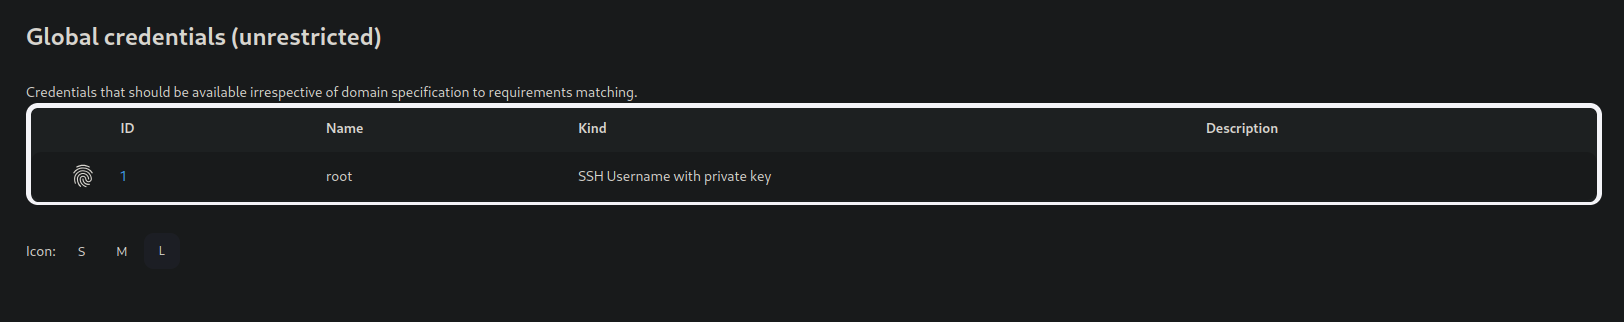 Global credentials (unrestricted)
Credentials that should be available irrespective of domain specification to requirements matching.
ID Name Kind Description
1 root SSH Username with private key
Icon: S M L